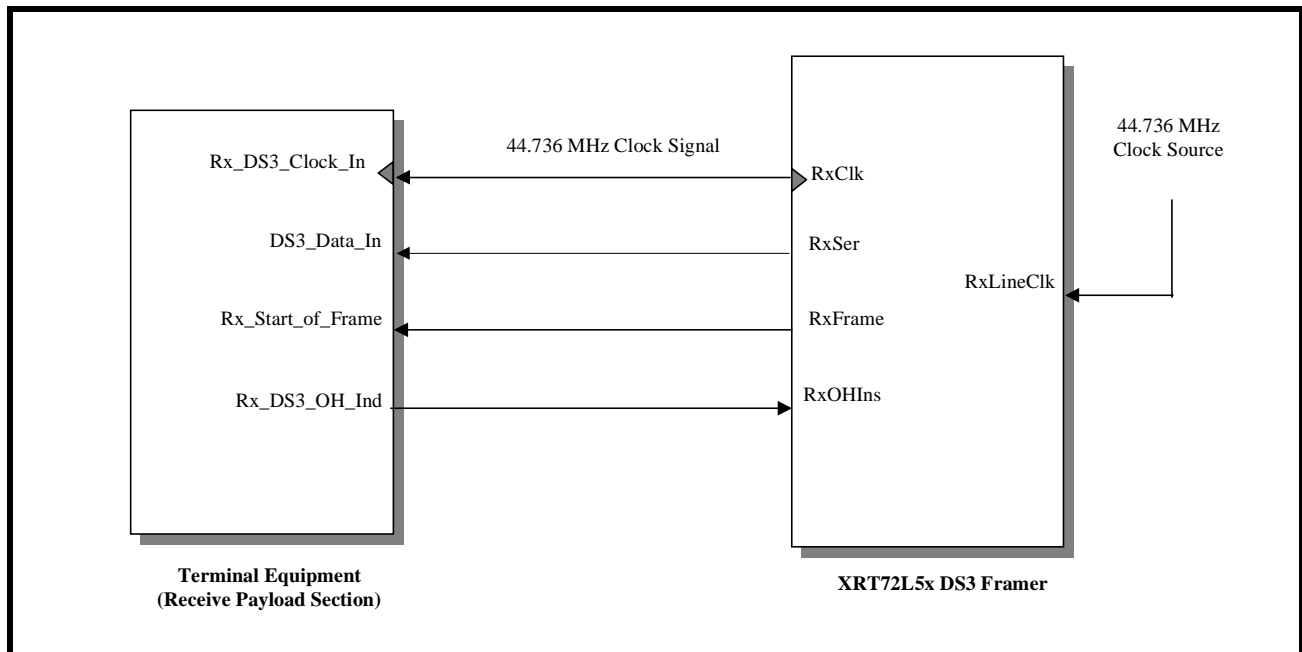 44.736 MHz
Clock Source
44.736 MHz Clock Signal
Rx_DS3_Clock_In
RxClk
DS3_Data_In
RxSer
RxLineClk
Rx_Start_of_Frame
RxFrame
Rx_DS3_OH_Ind
RxOHIns
Terminal Equipment
(Receive Payload Section)
XRT72L5x DS3 Framer